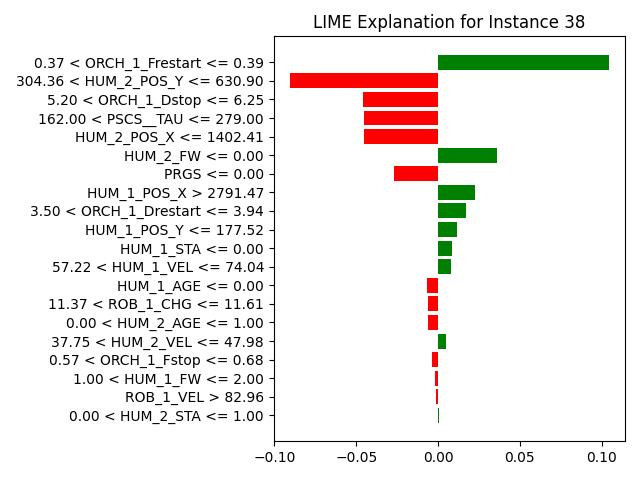 LIME Explanation for Instance 38
0.37 < ORCH_1_Frestart <= 0.39
304.36 < HUM_2_POS_Y <= 630.90
5.20 < ORCH_1_Dstop <= 6.25
162.00 < PSCS__TAU <= 279.00
HUM_2_POS_X <= 1402.41
HUM_2_FW <= 0.00
PRGS <= 0.00
HUM_1_POS_X > 2791.47
3.50 < ORCH_1_Drestart <= 3.94
HUM_1_POS_Y <= 177.52
HUM_1_STA <= 0.00
57.22 < HUM_1_VEL <= 74.04
HUM_1_AGE <= 0.00
11.37 < ROB_1_CHG <= 11.61
0.00 < HUM_2_AGE <= 1.00
37.75 < HUM_2_VEL <= 47.98
0.57 < ORCH_1_Fstop <= 0.68
1.00 < HUM_1_FW <= 2.00
ROB_1_VEL > 82.96
0.00 < HUM_2_STA <= 1.00
−0.10 −0.05 0.00 0.05 0.10